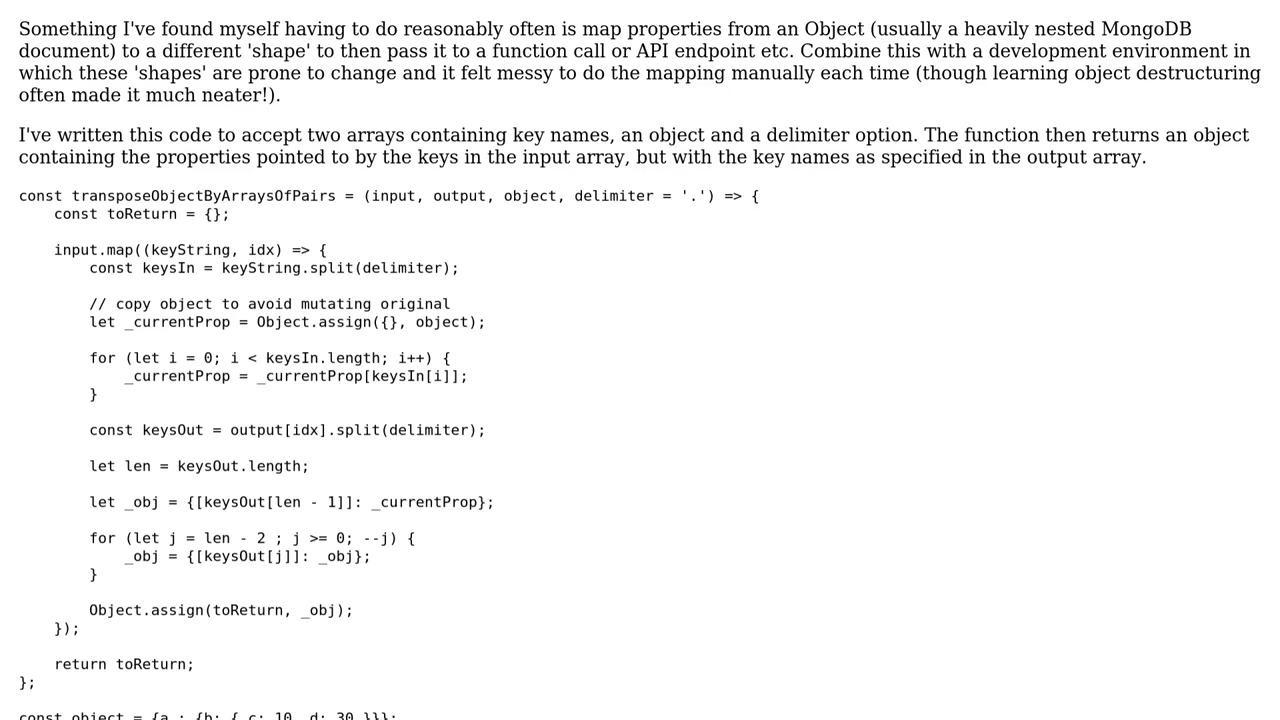 Something I've found myself having to do reasonably often is map properties from an Object (usually a heavily nested MongoDB
document) to a different 'shape' to then pass it to a function call or API endpoint etc. Combine this with a development environment in
which these 'shapes' are prone to change and it felt messy to do the mapping manually each time (though learning object destructuring
often made it much neater!).
I've written this code to accept two arrays containing key names, an object and a delimiter option. The function then returns an object
containing the properties pointed to by the keys in the input array, but with the key names as specified in the output array.
const transposeObjectByArraysOfPairs = (input, output, object, delimiter = '.') => {
    const toReturn = {};
    input.map((keyString, idx) => {
        const keysIn = keyString.split(delimiter);
        // copy object to avoid mutating original
        let _currentProp = Object.assign({}, object);
        for (let i = 0; i < keysIn.length; i++) {
            _currentProp = _currentProp[keysIn[i]];
        }
        const keysOut = output[idx].split(delimiter);
        let len = keysOut.length;
        let _obj = {[keysOut[len - 1]]: _currentProp};
        for (let j = len - 2 ; j >= 0; --j) {
            _obj = {[keysOut[j]]: _obj};
        }
        Object.assign(toReturn, _obj);
    });
    return toReturn;
};
const object = {a : {b: { c: 10, d: 30 }}};